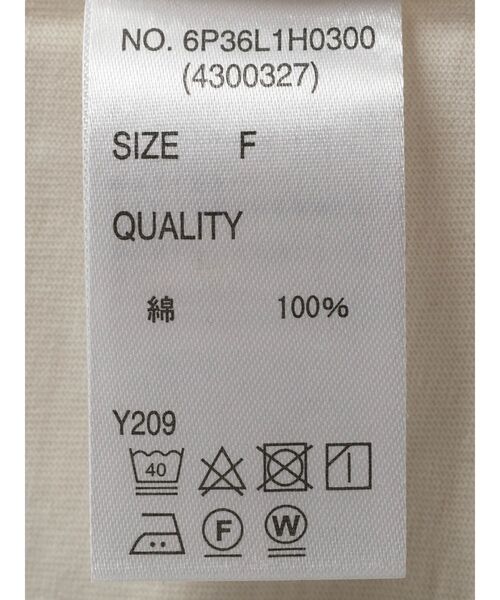 NO. 6P36L1H0300
(4300327)
SIZE F
QUALITY
綿 100%
Y209
40
F W